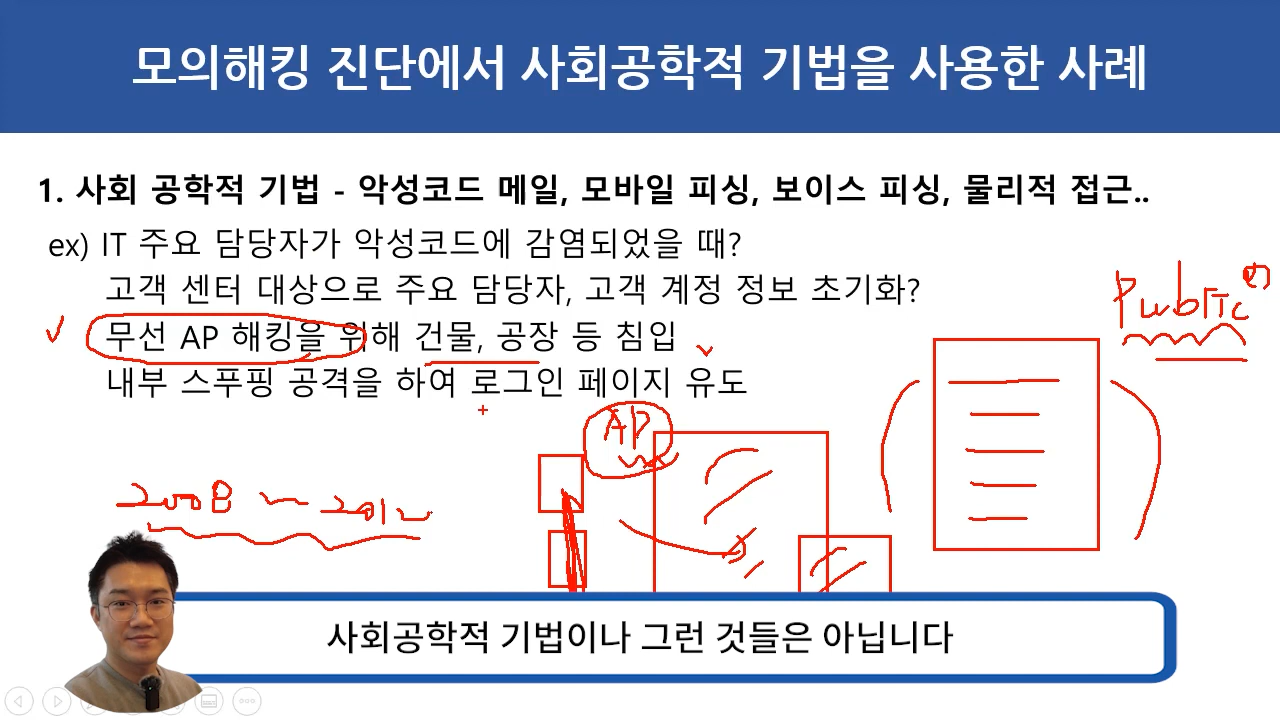 모의해킹 진단에서 사회공학적 기법을 사용한 사례
1. 사회 공학적 기법 - 악성코드 메일, 모바일 피싱, 보이스 피싱, 물리적 접근..
ex) IT 주요 담당자가 악성코드에 감염되었을 때?
고객 센터 대상으로 주요 담당자, 고객 계정 정보 초기화?
무선 AP 해킹을 위해 건물, 공장 등 침입
내부 스푸핑 공격을 하여 로그인 페이지 유도
Public
AP
2008 ~ 2012
사회공학적 기법이나 그런 것들은 아닙니다